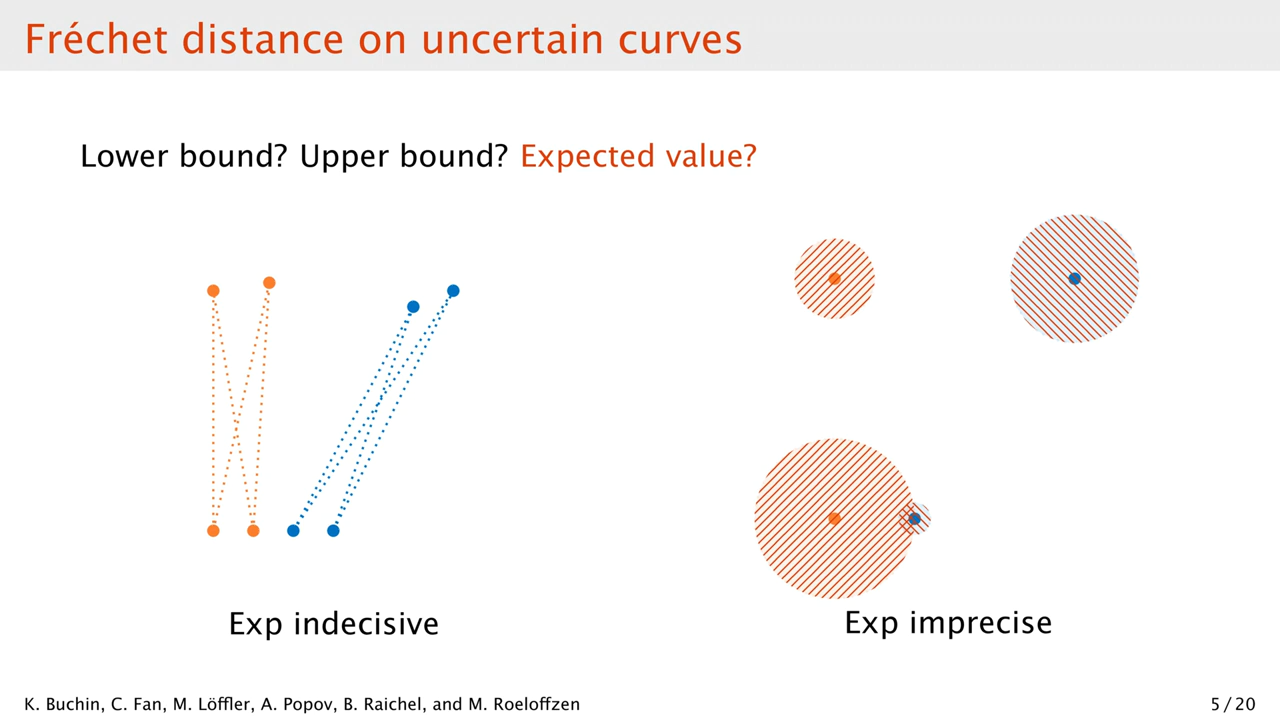 Fréchet distance on uncertain curves
Lower bound? Upper bound? Expected value?
Exp indecisive
Exp imprecise
K. Buchin, C. Fan, M. Löffler, A. Popov, B. Raichel, and M. Roeloffzen
5 / 20